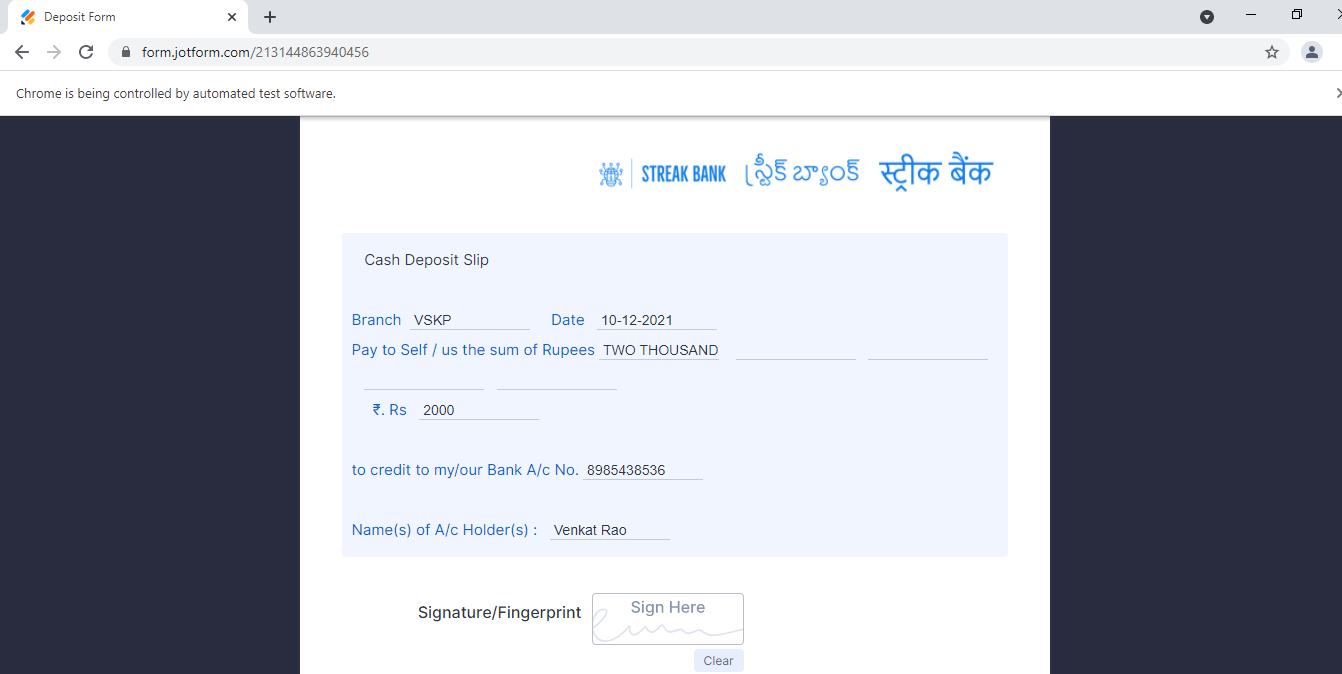 Deposit Form
form.jotform.com/213144863940456
Chrome is being controlled by automated test software.
STREAK BANK స్ట్రీక్ బ్యాంక్ स्ट्रीक बैंक
Cash Deposit Slip
Branch VSKP Date 10-12-2021
Pay to Self / us the sum of Rupees TWO THOUSAND
₹. Rs 2000
to credit to my/our Bank A/c No. 8985438536
Name(s) of A/c Holder(s) : Venkat Rao
Signature/Fingerprint Sign Here
Clear